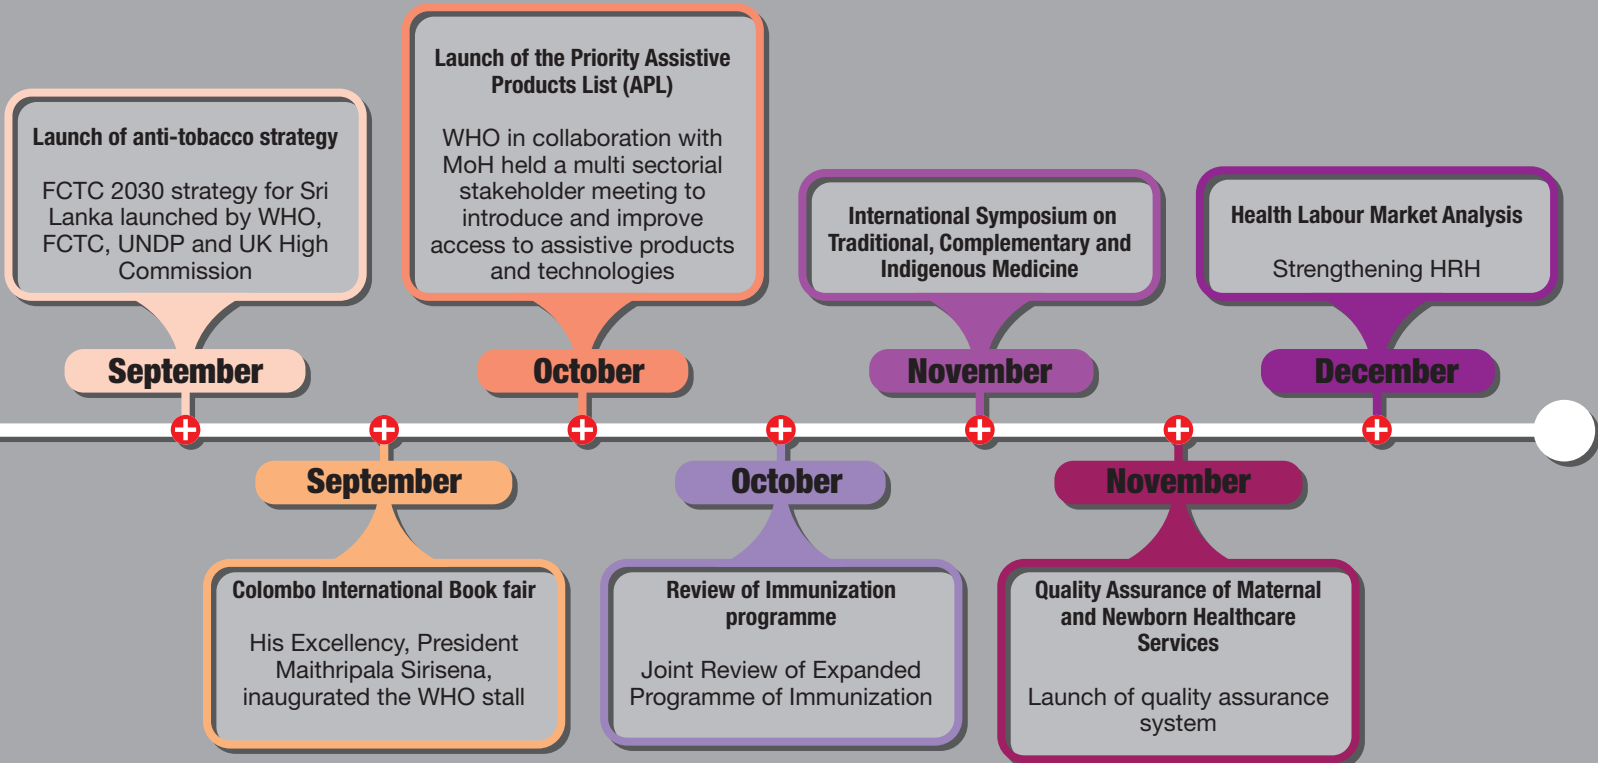 Launch of anti-tobacco strategy
FCTC 2030 strategy for Sri
Lanka launched by WHO,
FCTC, UNDP and UK High
Commission
September
September
Colombo International Book fair
His Excellency, President
Maithripala Sirisena,
inaugurated the WHO stall
Launch of the Priority Assistive
Products List (APL)
WHO in collaboration with
MoH held a multi sectorial
stakeholder meeting to
introduce and improve
access to assistive products
and technologies
October
October
Review of Immunization
programme
Joint Review of Expanded
Programme of Immunization
International Symposium on
Traditional, Complementary and
Indigenous Medicine
November
November
Quality Assurance of Maternal
and Newborn Healthcare
Services
Launch of quality assurance
system
Health Labour Market Analysis
Strengthening HRH
December